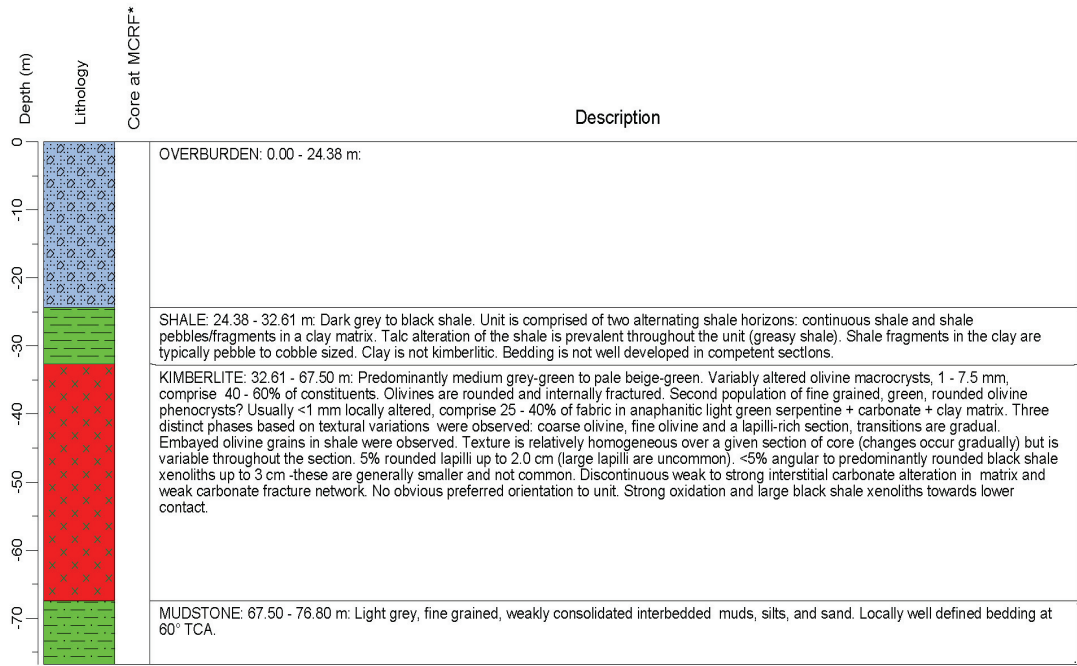 Depth (m)
Lithology
Core at MCRF*
Description
0
-10
-20
-30
-40
-50
-60
-70
OVERBURDEN: 0.00 - 24.38 m:
SHALE: 24.38 - 32.61 m: Dark grey to black shale. Unit is comprised of two alternating shale horizons: continuous shale and shale
pebbles/fragments in a clay matrix. Talc alteration of the shale is prevalent throughout the unit (greasy shale). Shale fragments in the clay are
typically pebble to cobble sized. Clay is not kimberlitic. Bedding is not well developed in competent sections.
KIMBERLITE: 32.61 - 67.50 m: Predominantly medium grey-green to pale beige-green. Variably altered olivine macrocrysts, 1 - 7.5 mm,
comprise 40 - 60% of constituents. Olivines are rounded and internally fractured. Second population of fine grained, green, rounded olivine
phenocrysts? Usually <1 mm locally altered, comprise 25 - 40% of fabric in anaphanitic light green serpentine + carbonate + clay matrix. Three
distinct phases based on textural variations were observed: coarse olivine, fine olivine and a lapilli-rich section, transitions are gradual.
Embayed olivine grains in shale were observed. Texture is relatively homogeneous over a given section of core (changes occur gradually) but is
variable throughout the section. 5% rounded lapilli up to 2.0 cm (large lapilli are uncommon). <5% angular to predominantly rounded black shale
xenoliths up to 3 cm -these are generally smaller and not common. Discontinuous weak to strong interstitial carbonate alteration in matrix and
weak carbonate fracture network. No obvious preferred orientation to unit. Strong oxidation and large black shale xenoliths towards lower
contact.
MUDSTONE: 67.50 - 76.80 m: Light grey, fine grained, weakly consolidated interbedded muds, silts, and sand. Locally well defined bedding at
60° TCA.